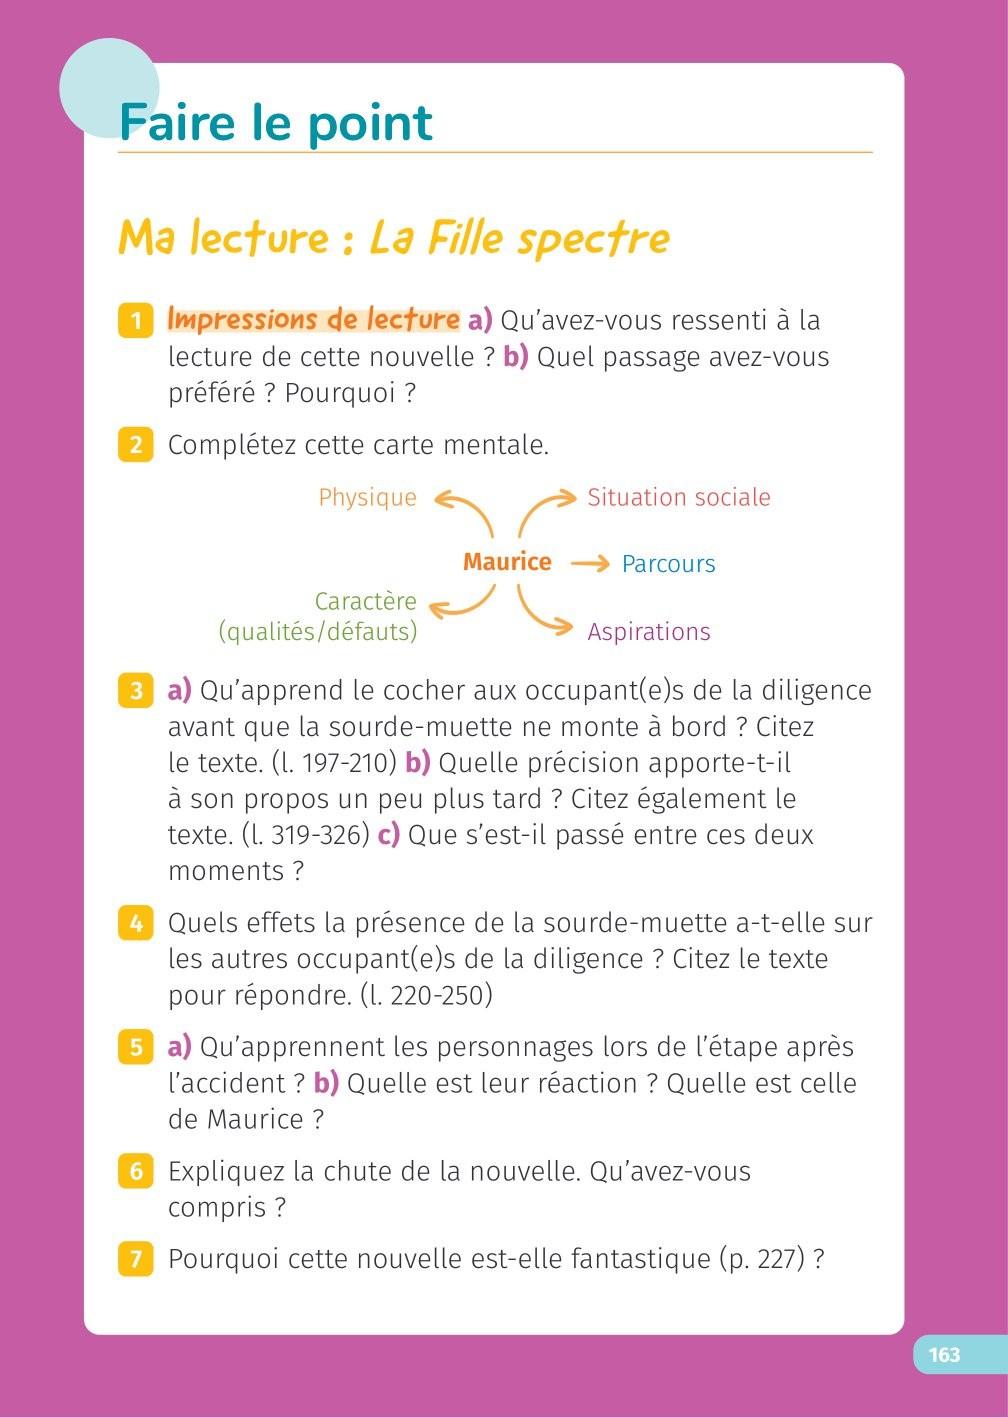 Faire le point
Ma lecture : La Fille spectre
1 Impressions de lecture a) Qu’avez-vous ressenti à la
lecture de cette nouvelle ? b) Quel passage avez-vous
préféré ? Pourquoi ?
2 Complétez cette carte mentale.
Physique
Situation sociale
Maurice
Parcours
Caractère
(qualités/défauts)
Aspirations
3 a) Qu’apprend le cocher aux occupant(e)s de la diligence
avant que la sourde-muette ne monte à bord ? Citez
le texte. (l. 197-210) b) Quelle précision apporte-t-il
à son propos un peu plus tard ? Citez également le
texte. (l. 319-326) c) Que s’est-il passé entre ces deux
moments ?
4 Quels effets la présence de la sourde-muette a-t-elle sur
les autres occupant(e)s de la diligence ? Citez le texte
pour répondre. (l. 220-250)
5 a) Qu’apprennent les personnages lors de l’étape après
l’accident ? b) Quelle est leur réaction ? Quelle est celle
de Maurice ?
6 Expliquez la chute de la nouvelle. Qu’avez-vous
compris ?
7 Pourquoi cette nouvelle est-elle fantastique (p. 227) ?
163